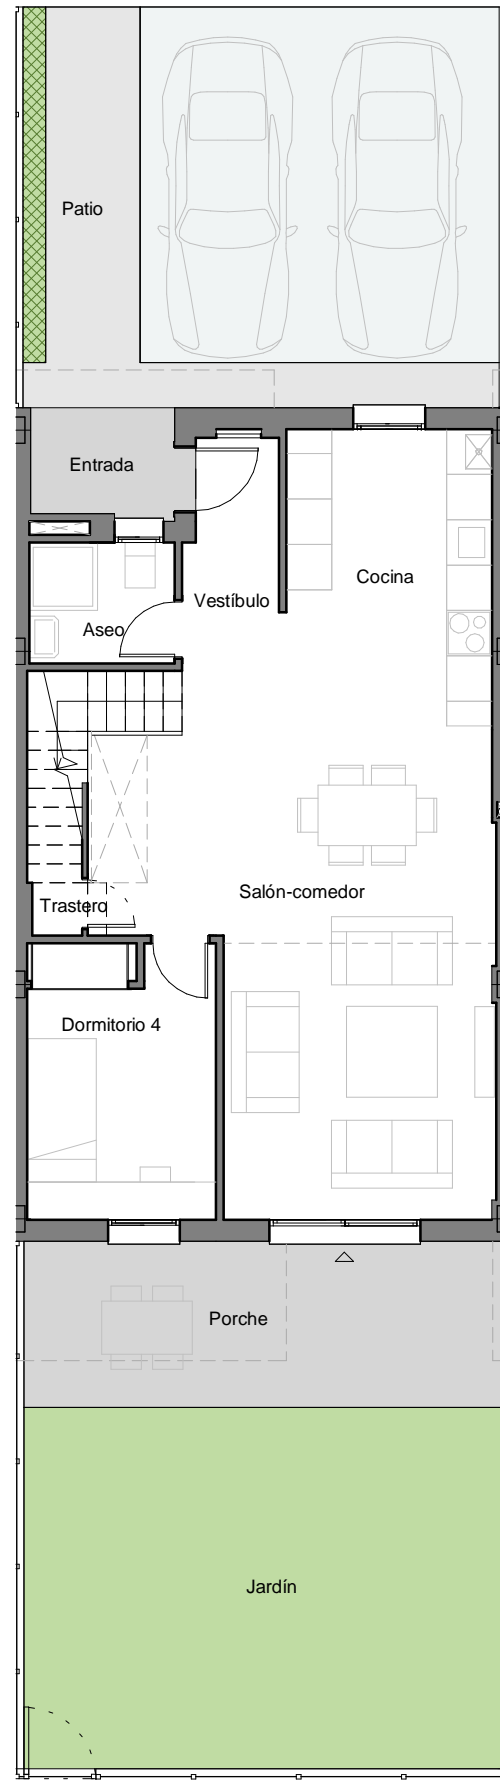 Patio
Entrada
Cocina
Vestíbulo
Aseo
Salón-comedor
Trastero
Dormitorio 4
Porche
Jardín